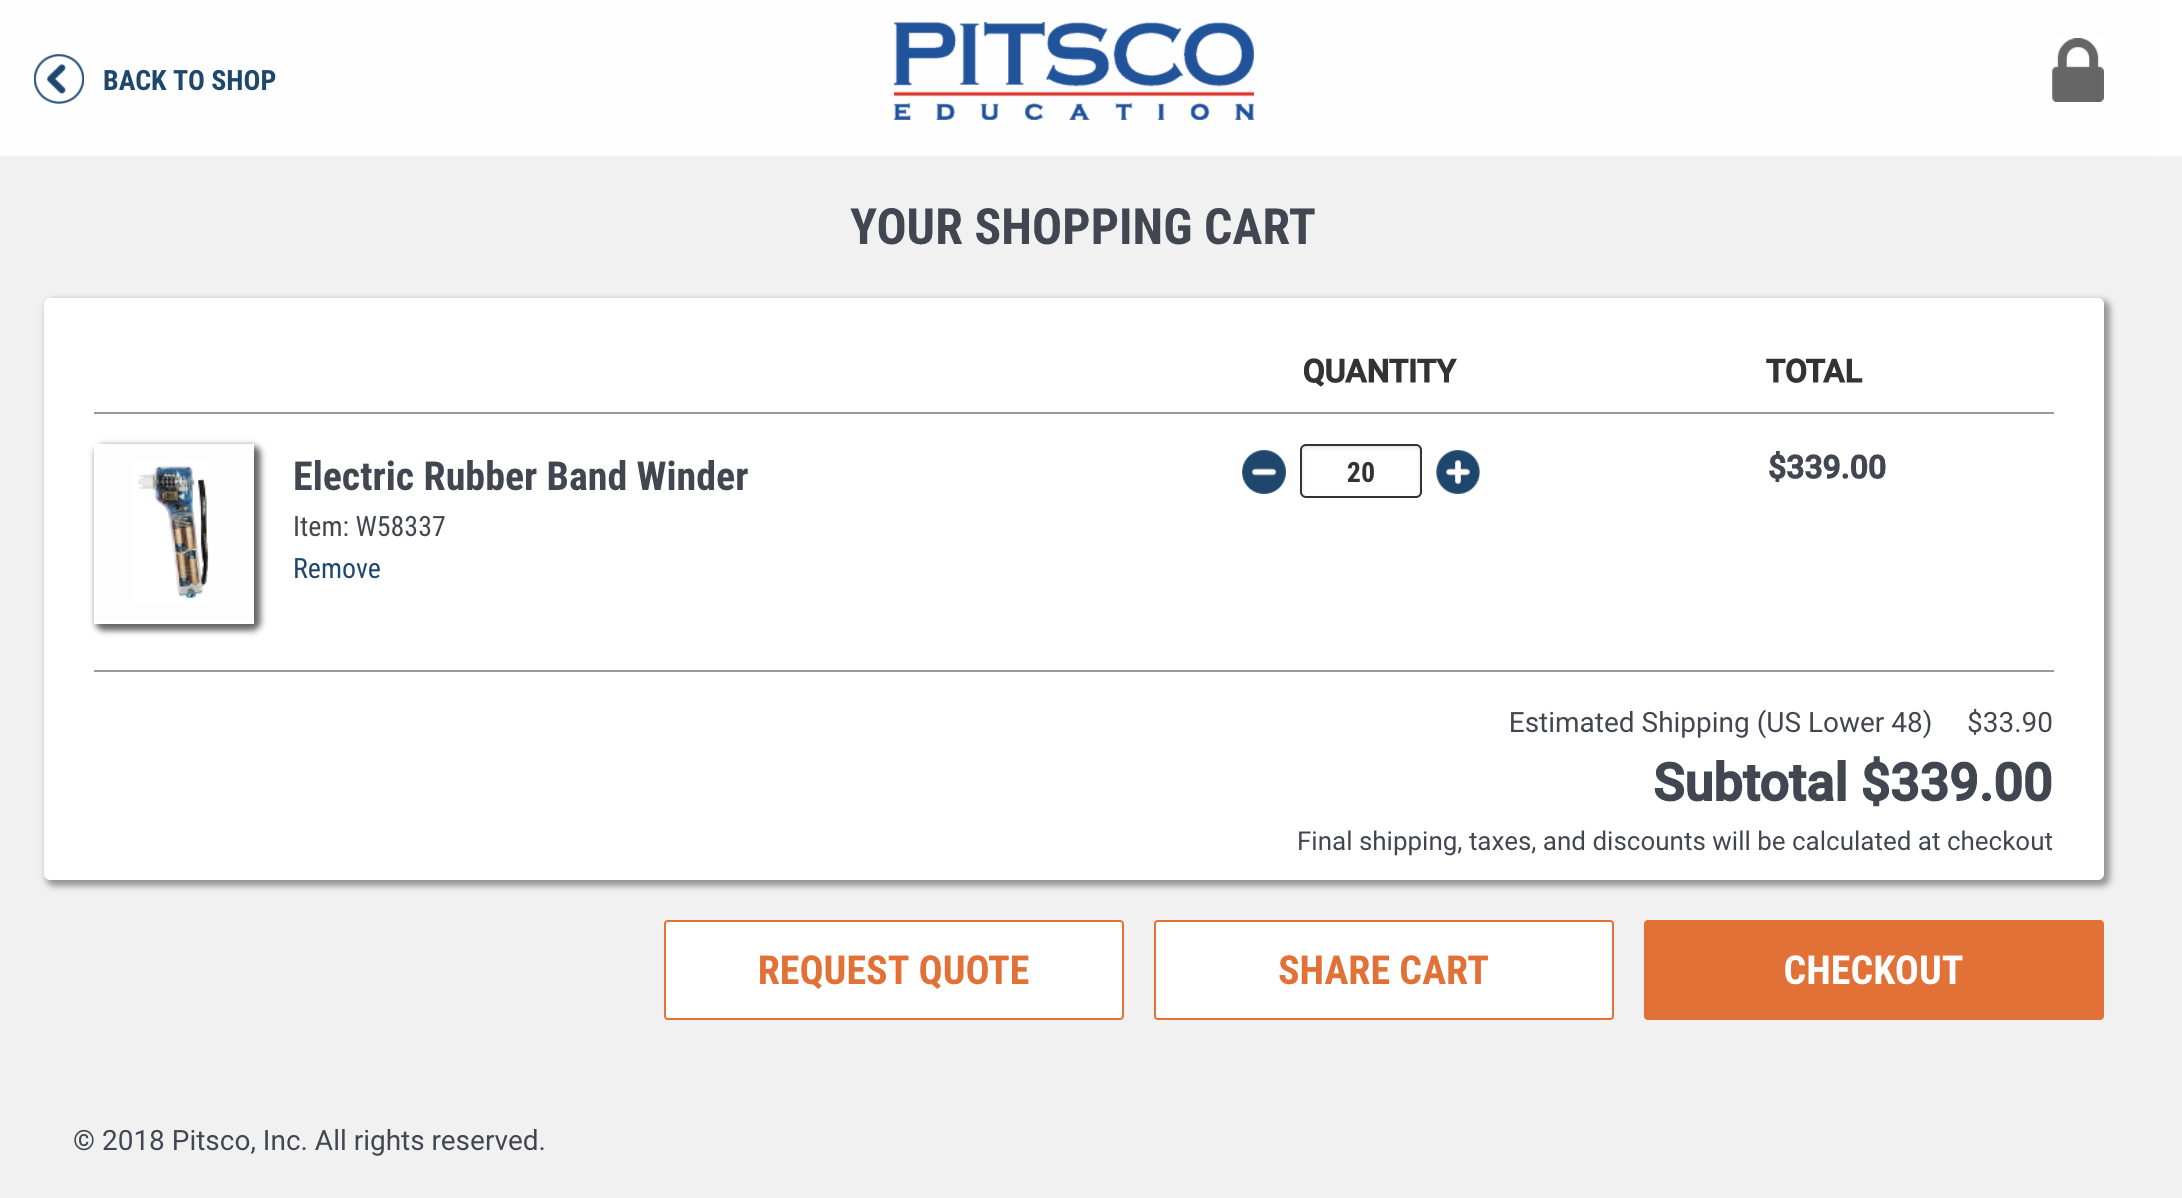 BACK TO SHOP
PITSCO
EDUCATION
YOUR SHOPPING CART
QUANTITY TOTAL
Electric Rubber Band Winder 20 $339.00
Item: W58337
Remove
Estimated Shipping (US Lower 48) $33.90
Subtotal $339.00
Final shipping, taxes, and discounts will be calculated at checkout
REQUEST QUOTE SHARE CART CHECKOUT
© 2018 Pitsco, Inc. All rights reserved.